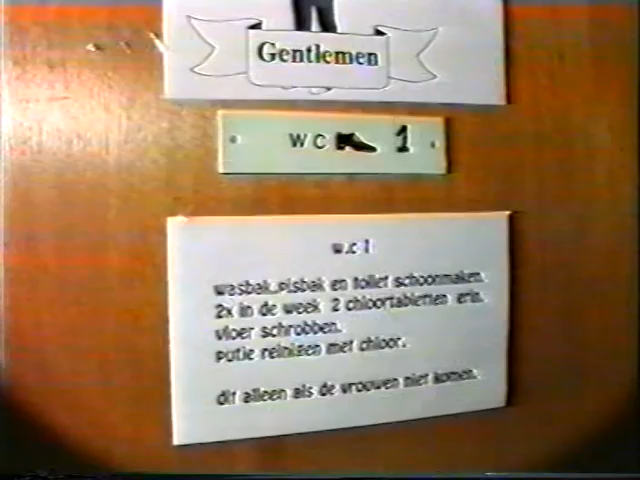 Gentlemen
WC 1
w.c 1
wasbak.pisbak en toilet schoonmaken.
2x in de week 2 chloortabletten erin.
vloer schrobben.
putje reinigen met chloor.
dit alleen als de vrouwen niet komen.